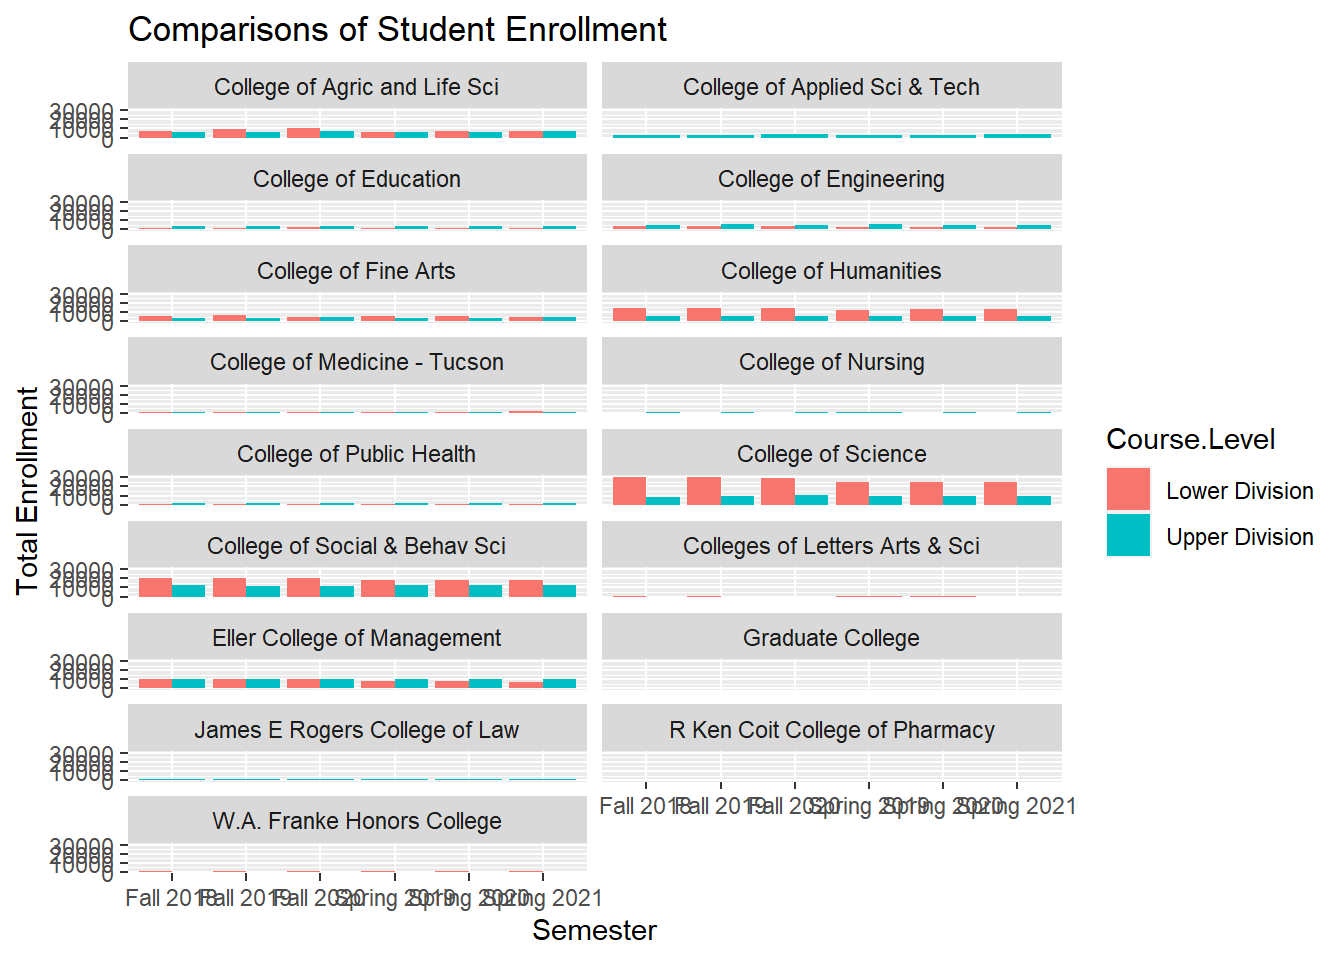 Comparisons of Student Enrollment
College of Agric and Life Sci
College of Applied Sci & Tech
30000
20000
10000
0
College of Education
College of Engineering
30000
20000
10000
0
College of Fine Arts
College of Humanities
30000
20000
10000
0
College of Medicine - Tucson
College of Nursing
30000
20000
10000
0
College of Public Health
College of Science
30000
20000
10000
0
College of Social & Behav Sci
Colleges of Letters Arts & Sci
30000
20000
10000
0
Eller College of Management
Graduate College
30000
20000
10000
0
James E Rogers College of Law
R Ken Coit College of Pharmacy
30000
20000
10000
0
Fall 2018 Fall 2019 Fall 2020 Spring 2019 Spring 2020 Spring 2021
W.A. Franke Honors College
30000
20000
10000
0
Fall 2018 Fall 2019 Fall 2020 Spring 2019 Spring 2020 Spring 2021
Semester
Total Enrollment
Course.Level
Lower Division
Upper Division